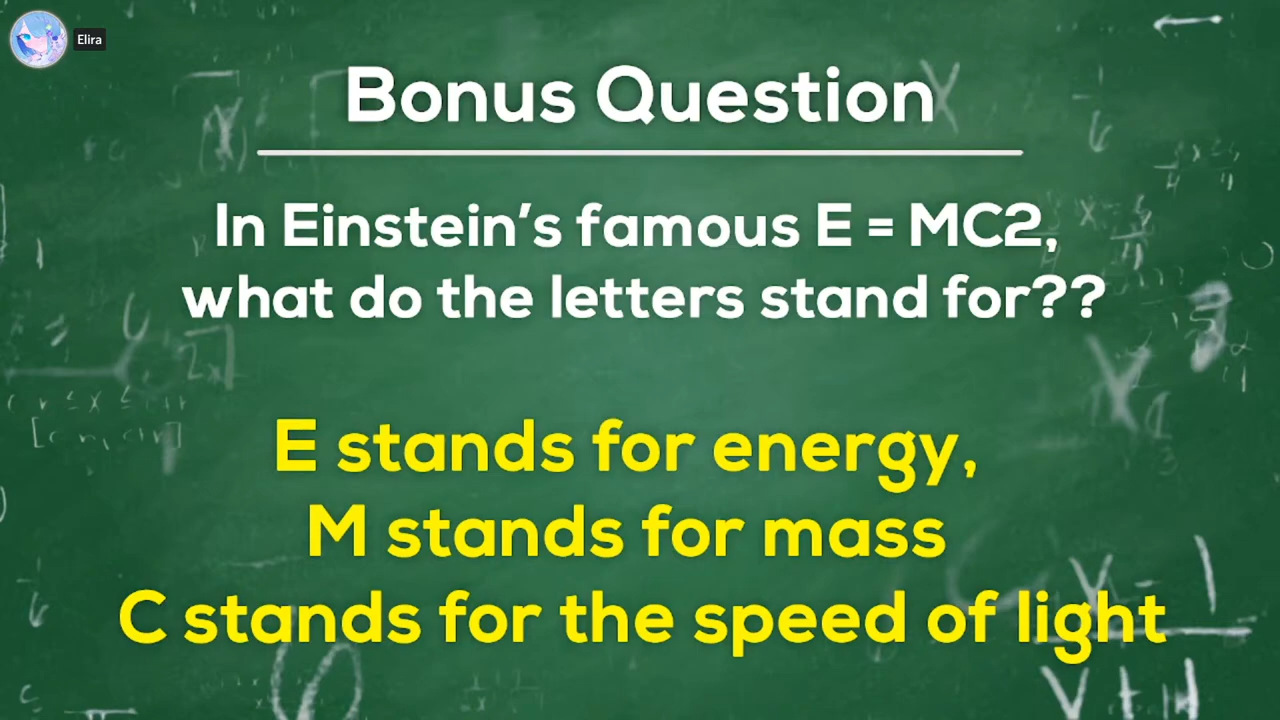 Elira
Bonus Question
In Einstein's famous E = MC2,
what do the letters stand for??
E stands for energy,
M stands for mass
C stands for the speed of light